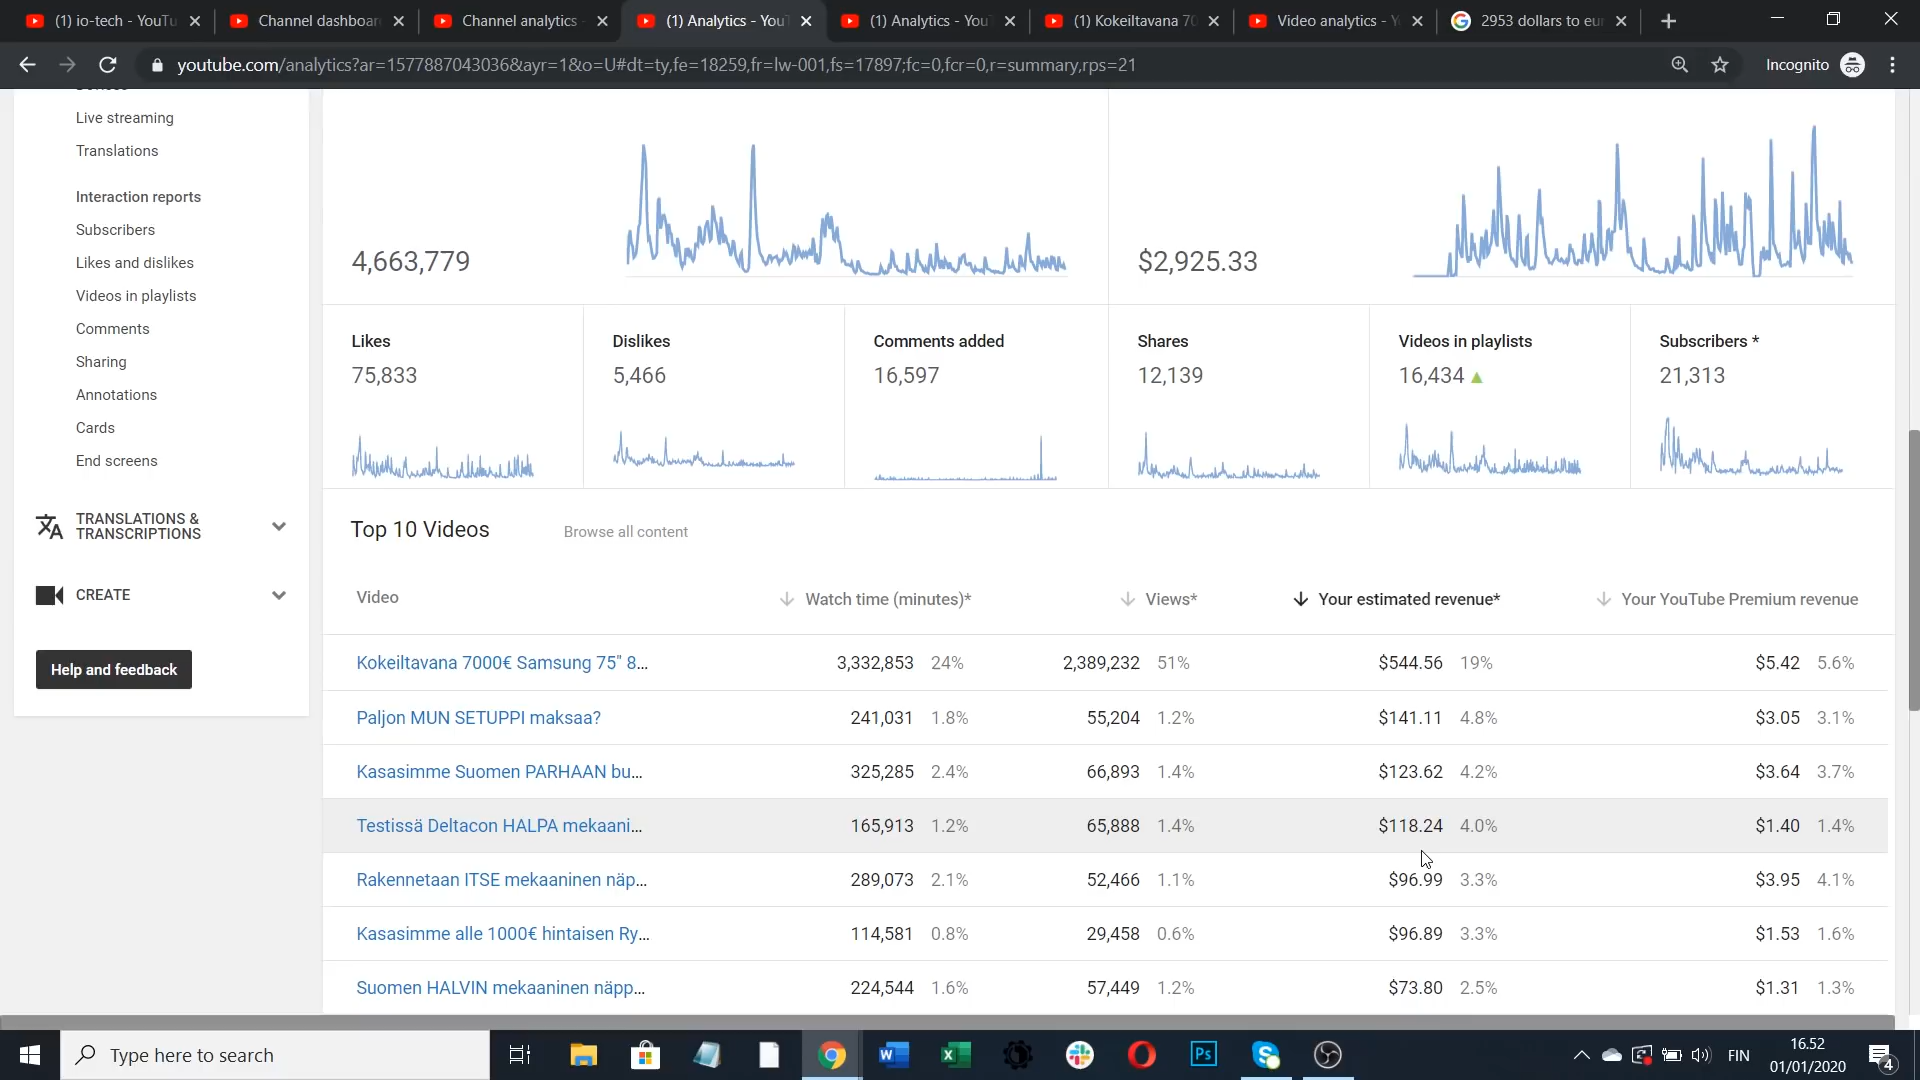 (1) io-tech - YouTu
Channel dashboar
Channel analytics -
(1) Analytics - YouT
(1) Analytics - YouT
(1) Kokeiltavana 70
Video analytics - Y
2953 dollars to eur
youtube.com/analytics?ar=1577887043036&ayr=1&o=U#dt=ty,fe=18259,fr=lw-001,fs=17897;fc=0,fcr=0,r=summary,rps=21
Incognito
Live streaming
Translations
Interaction reports
Subscribers
Likes and dislikes
Videos in playlists
Comments
Sharing
Annotations
Cards
End screens
TRANSLATIONS &
TRANSCRIPTIONS
CREATE
Help and feedback
4,663,779
$2,925.33
Likes
75,833
Dislikes
5,466
Comments added
16,597
Shares
12,139
Videos in playlists
16,434
Subscribers *
21,313
Top 10 Videos Browse all content
Video Watch time (minutes)* Views* Your estimated revenue* Your YouTube Premium revenue
Kokeiltavana 7000€ Samsung 75" 8... 3,332,853 24% 2,389,232 51% $544.56 19% $5.42 5.6%
Paljon MUN SETUPPI maksaa? 241,031 1.8% 55,204 1.2% $141.11 4.8% $3.05 3.1%
Kasasimme Suomen PARHAAN bu... 325,285 2.4% 66,893 1.4% $123.62 4.2% $3.64 3.7%
Testissä Deltacon HALPA mekaani... 165,913 1.2% 65,888 1.4% $118.24 4.0% $1.40 1.4%
Rakennetaan ITSE mekaaninen näp... 289,073 2.1% 52,466 1.1% $96.99 3.3% $3.95 4.1%
Kasasimme alle 1000€ hintaisen Ry... 114,581 0.8% 29,458 0.6% $96.89 3.3% $1.53 1.6%
Suomen HALVIN mekaaninen näpp... 224,544 1.6% 57,449 1.2% $73.80 2.5% $1.31 1.3%
Type here to search
FIN
16.52
01/01/2020
4